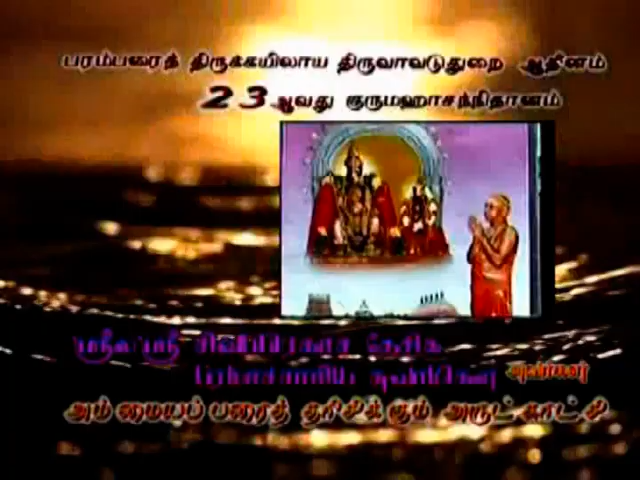 பரம்பரைத் திருக்கயிலாய திருவாவடுதுறை ஆதீனம்
23 ஆவது குருமஹாசந்நிதானம்
ஸ்ரீல ஸ்ரீ தேசிக
அவர்கள்
அம்மையப் பரைத் தரிசிக் கும் அருட் காட் சி